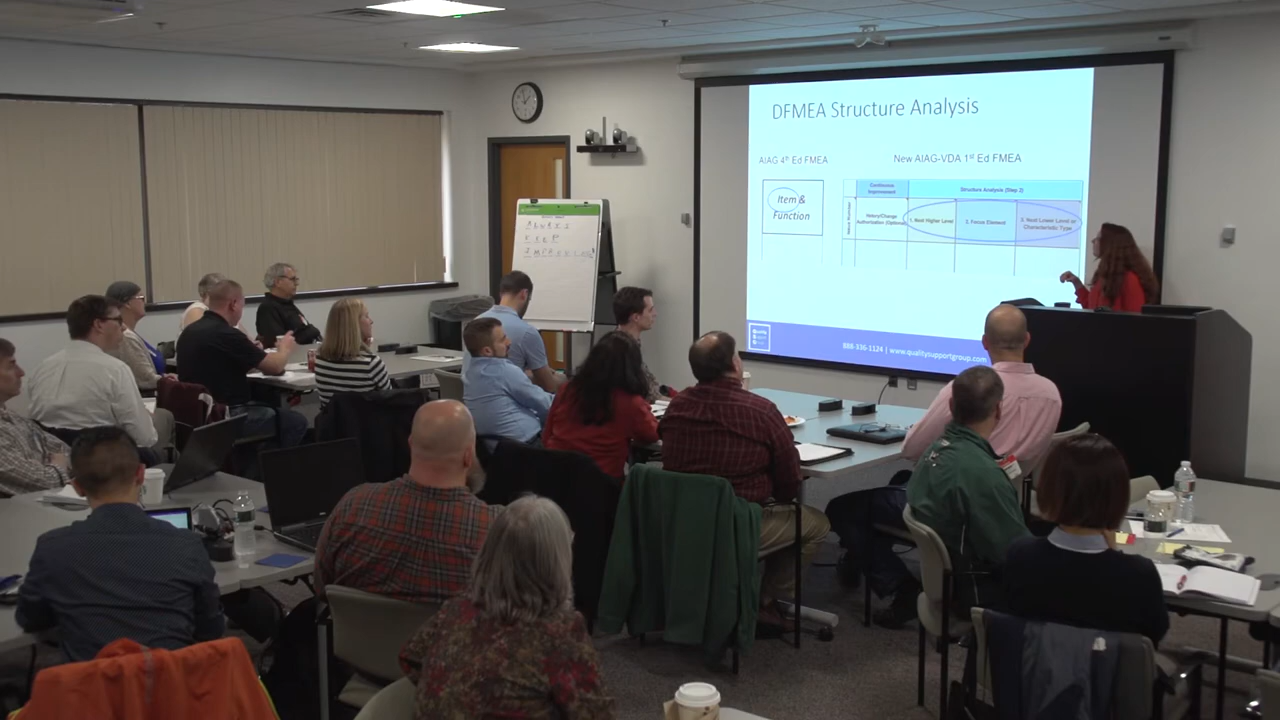 DFMEA Structure Analysis
AIAG 4th Ed FMEA
New AIAG-VDA 1st Ed FMEA
Item &
Function
Continuous
Improvement
Structure Analysis (Step 2)
History/Change
Authorization (Optional)
1. Next Higher Level
2. Focus Element
3. Next Lower Level or
Characteristic Type
888-336-1124 | www.qualitysupportgroup.com